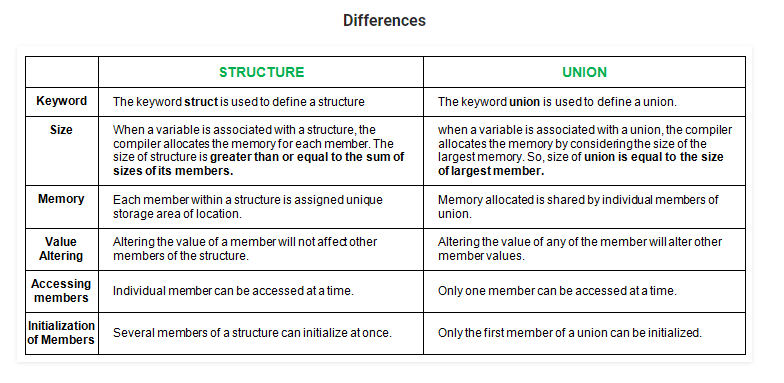 Differences
STRUCTURE UNION
Keyword The keyword struct is used to define a structure The keyword union is used to define a union.
Size When a variable is associated with a structure, the when a variable is associated with a union, the compiler
compiler allocates the memory for each member. The allocates the memory by considering the size of the
size of structure is greater than or equal to the sum of largest memory. So, size of union is equal to the size
sizes of its members. of largest member.
Memory Each member within a structure is assigned unique Memory allocated is shared by individual members of
storage area of location. union.
Value Altering the value of a member will not affect other Altering the value of any of the member will alter other
Altering members of the structure. member values.
Accessing
members Individual member can be accessed at a time. Only one member can be accessed at a time.
Initialization
of Members Several members of a structure can initialize at once. Only the first member of a union can be initialized.